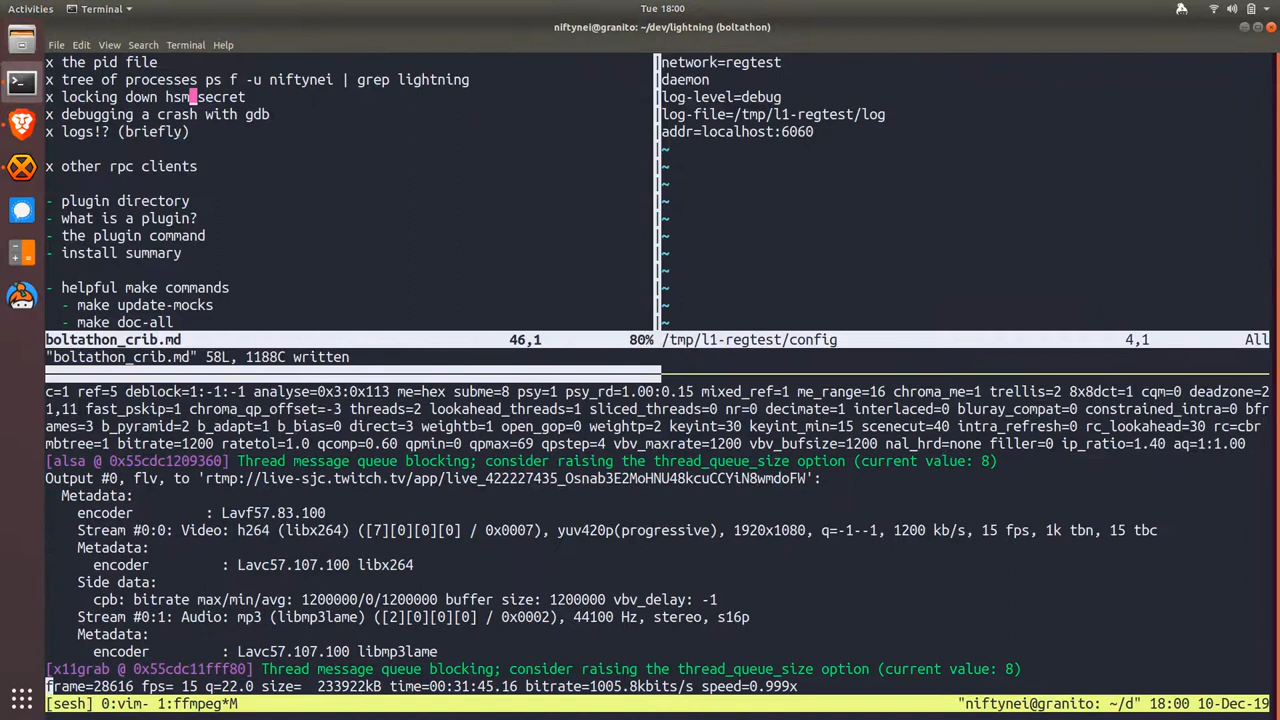 Activities
Terminal
Tue 18:00
niftynei@granito: ~/dev/lightning (boltathon)
File Edit View Search Terminal Help
x the pid file
x tree of processes ps f -u niftynei | grep lightning
x locking down hsm secret
x debugging a crash with gdb
x logs!? (briefly)
x other rpc clients
- plugin directory
- what is a plugin?
- the plugin command
- install summary
- helpful make commands
- make update-mocks
- make doc-all
boltathon_crib.md 46,1 80%
"boltathon_crib.md" 58L, 1188C written
network=regtest
daemon
log-level=debug
log-file=/tmp/l1-regtest/log
addr=localhost:6060
~
~
~
~
~
~
~
~
~
~
~
/tmp/l1-regtest/config 4,1 All
c=1 ref=5 deblock=1:-1:-1 analyse=0x3:0x113 me=hex subme=8 psy=1 psy_rd=1.00:0.15 mixed_ref=1 me_range=16 chroma_me=1 trellis=2 8x8dct=1 cqm=0 deadzone=2
1,11 fast_pskip=1 chroma_qp_offset=-3 threads=2 lookahead_threads=1 sliced_threads=0 nr=0 decimate=1 interlaced=0 bluray_compat=0 constrained_intra=0 bfr
ames=3 b_pyramid=2 b_adapt=1 b_bias=0 direct=3 weightb=1 open_gop=0 weightp=2 keyint=30 keyint_min=15 scenecut=40 intra_refresh=0 rc_lookahead=30 rc=cbr
mbtree=1 bitrate=1200 ratetol=1.0 qcomp=0.60 qpmin=0 qpmax=69 qpstep=4 vbv_maxrate=1200 vbv_bufsize=1200 nal_hrd=none filler=0 ip_ratio=1.40 aq=1:1.00
[alsa @ 0x55cdc1209360] Thread message queue blocking; consider raising the thread_queue_size option (current value: 8)
Output #0, flv, to 'rtmp://live-sjc.twitch.tv/app/live_422227435_Osnab3E2MoHNU48kcuCCYiN8wmdoFW':
Metadata:
encoder : Lavf57.83.100
Stream #0:0: Video: h264 (libx264) ([7][0][0][0] / 0x0007), yuv420p(progressive), 1920x1080, q=-1--1, 1200 kb/s, 15 fps, 1k tbn, 15 tbc
Metadata:
encoder : Lavc57.107.100 libx264
Side data:
cpb: bitrate max/min/avg: 1200000/0/1200000 buffer size: 1200000 vbv_delay: -1
Stream #0:1: Audio: mp3 (libmp3lame) ([2][0][0][0] / 0x0002), 44100 Hz, stereo, s16p
Metadata:
encoder : Lavc57.107.100 libmp3lame
[x11grab @ 0x55cdc11fff80] Thread message queue blocking; consider raising the thread_queue_size option (current value: 8)
frame=28616 fps= 15 q=22.0 size= 233922kB time=00:31:45.16 bitrate=1005.8kbits/s speed=0.999x
[sesh] 0:vim- 1:ffmpeg*M "niftynei@granito: ~/d" 18:00 10-Dec-19